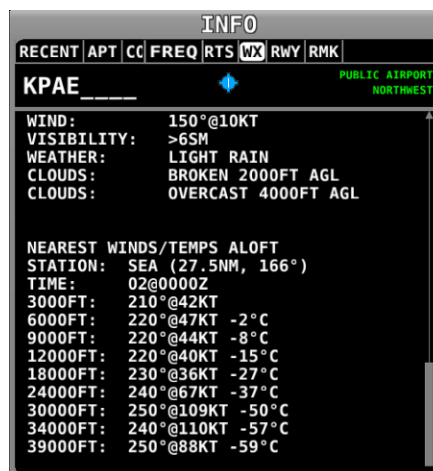 INFO
RECENT APT CC FREQ RTS WX RWY RMK
KPAE____
PUBLIC AIRPORT
NORTHWEST
WIND: 150°@10KT
VISIBILITY: >6SM
WEATHER: LIGHT RAIN
CLOUDS: BROKEN 2000FT AGL
CLOUDS: OVERCAST 4000FT AGL
NEAREST WINDS/TEMPS ALOFT
STATION: SEA (27.5NM, 166°)
TIME: 02@0000Z
3000FT: 210°@42KT
6000FT: 220°@47KT -2°C
9000FT: 220°@44KT -8°C
12000FT: 220°@40KT -15°C
18000FT: 230°@36KT -27°C
24000FT: 240°@67KT -37°C
30000FT: 250°@109KT -50°C
34000FT: 240°@110KT -57°C
39000FT: 250°@88KT -59°C